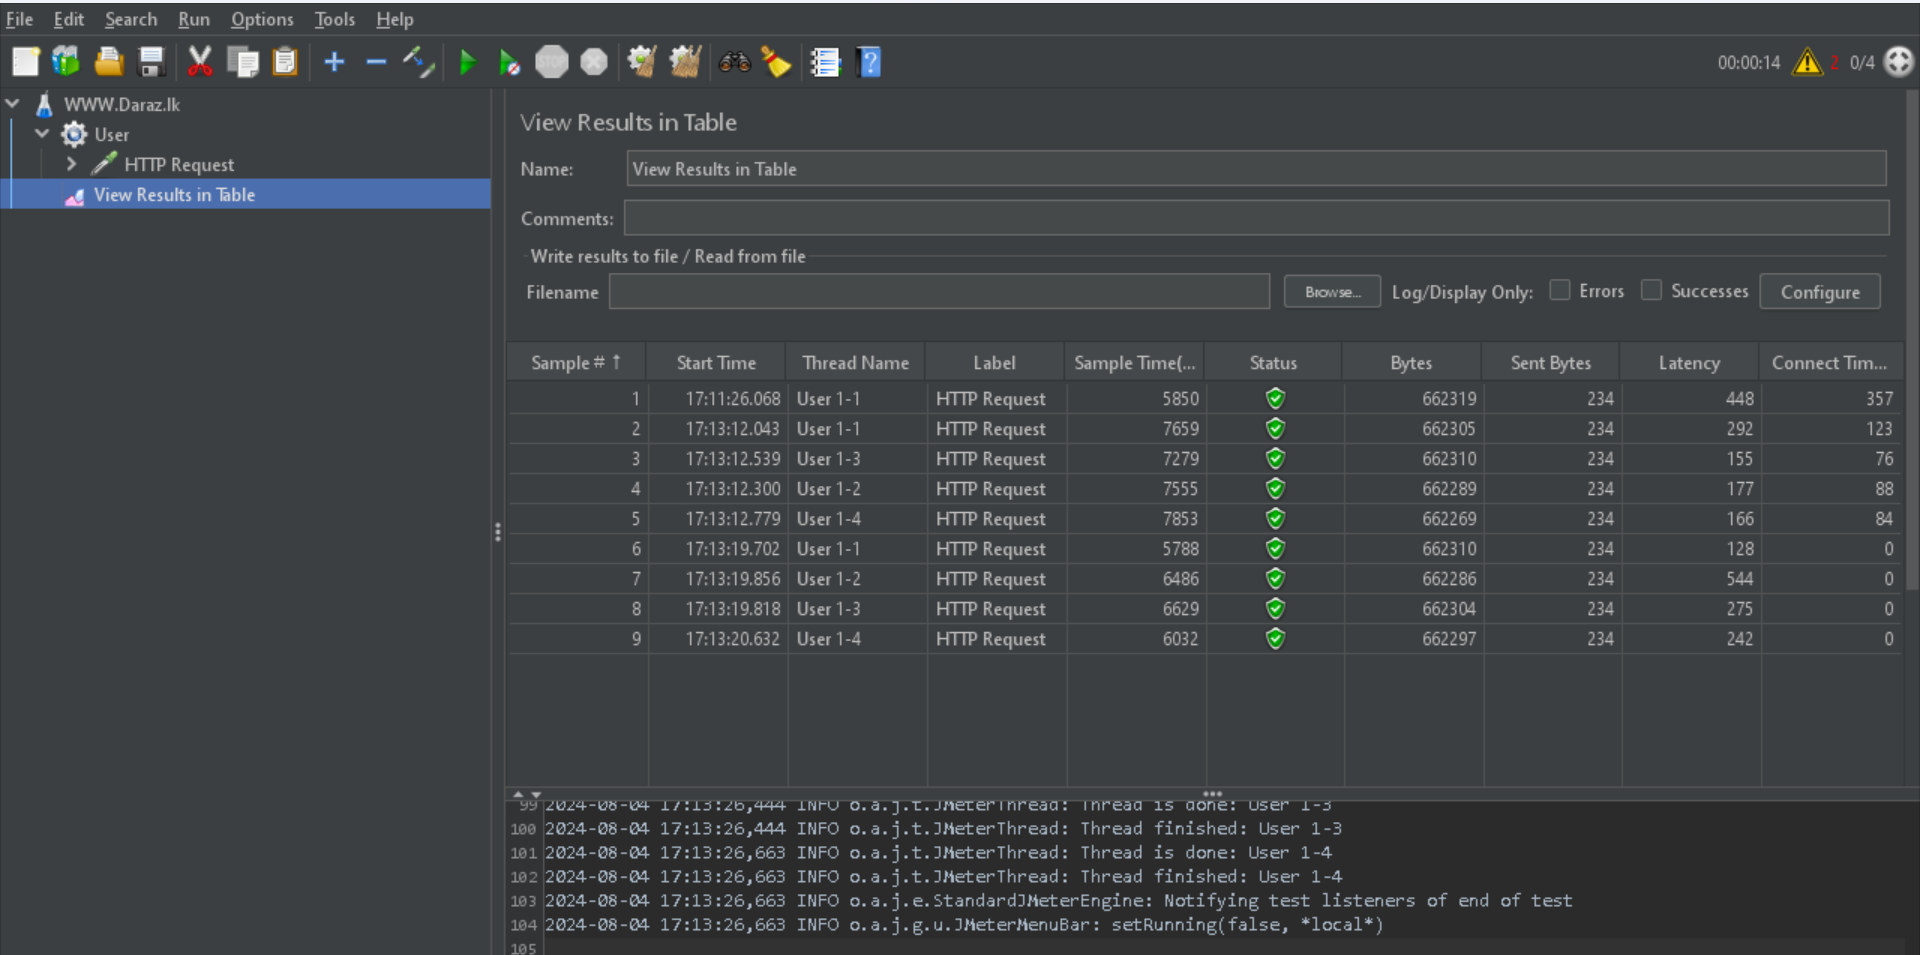 File Edit Search Run Options Tools Help
STOP 00:00:14 2 0/4
WWW.Daraz.lk
User
HTTP Request
View Results in Table
View Results in Table
Name: View Results in Table
Comments:
Write results to file / Read from file
Filename Browse... Log/Display Only: Errors Successes Configure
Sample # ↑ Start Time Thread Name Label Sample Time(... Status Bytes Sent Bytes Latency Connect Tim...
1 17:11:26.068 User 1-1 HTTP Request 5850 662319 234 448 357
2 17:13:12.043 User 1-1 HTTP Request 7659 662305 234 292 123
3 17:13:12.539 User 1-3 HTTP Request 7279 662310 234 155 76
4 17:13:12.300 User 1-2 HTTP Request 7555 662289 234 177 88
5 17:13:12.779 User 1-4 HTTP Request 7853 662269 234 166 84
6 17:13:19.702 User 1-1 HTTP Request 5788 662310 234 128 0
7 17:13:19.856 User 1-2 HTTP Request 6486 662286 234 544 0
8 17:13:19.818 User 1-3 HTTP Request 6629 662304 234 275 0
9 17:13:20.632 User 1-4 HTTP Request 6032 662297 234 242 0
99 2024-08-04 17:13:26,444 INFO o.a.j.t.JMeterThread: Thread is done: User 1-3
100 2024-08-04 17:13:26,444 INFO o.a.j.t.JMeterThread: Thread finished: User 1-3
101 2024-08-04 17:13:26,663 INFO o.a.j.t.JMeterThread: Thread is done: User 1-4
102 2024-08-04 17:13:26,663 INFO o.a.j.t.JMeterThread: Thread finished: User 1-4
103 2024-08-04 17:13:26,663 INFO o.a.j.e.StandardJMeterEngine: Notifying test listeners of end of test
104 2024-08-04 17:13:26,663 INFO o.a.j.g.u.JMeterMenuBar: setRunning(false, *local*)
105